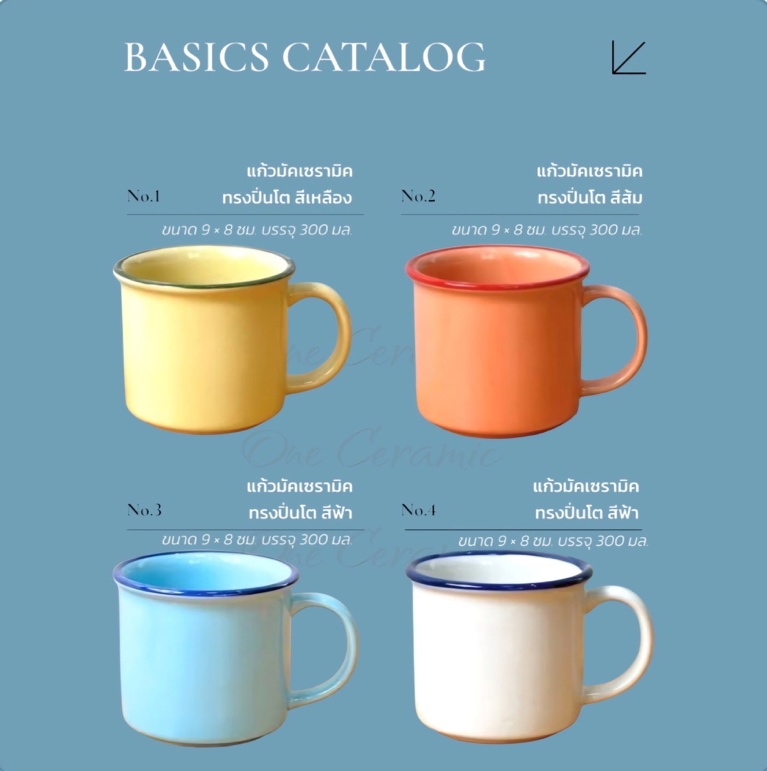 BASICS CATALOG
แก้วมัคเซรามิค
No.1 ทรงปิ่นโต สีเหลือง
ขนาด 9 × 8 ซม. บรรจุ 300 มล.
แก้วมัคเซรามิค
No.2 ทรงปิ่นโต สีส้ม
ขนาด 9 × 8 ซม. บรรจุ 300 มล.
One Ceramic
One Ceramic
แก้วมัคเซรามิค
No.3 ทรงปิ่นโต สีฟ้า
ขนาด 9 × 8 ซม. บรรจุ 300 มล.
แก้วมัคเซรามิค
No.4 ทรงปิ่นโต สีฟ้า
ขนาด 9 × 8 ซม. บรรจุ 300 มล.
One Ceramic